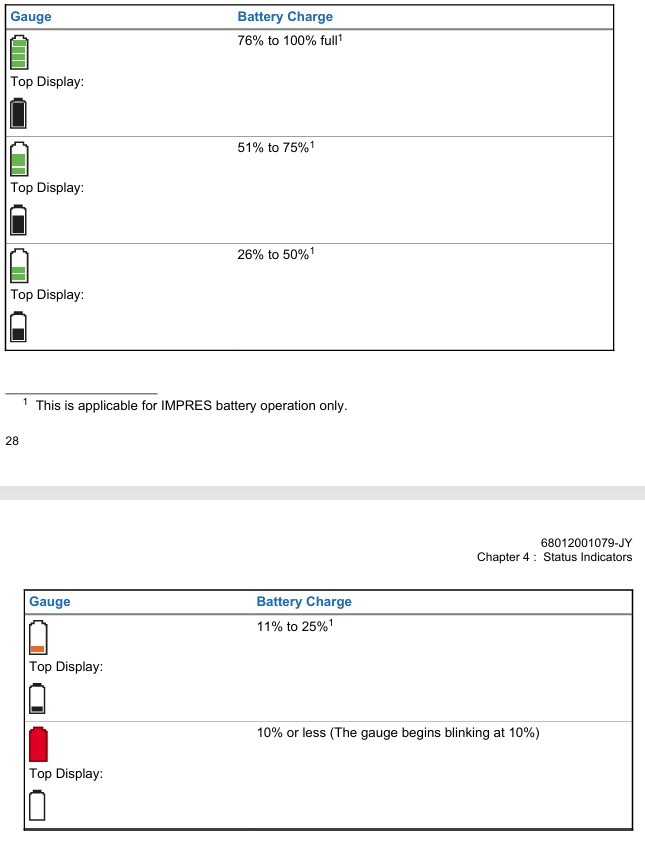 Gauge Battery Charge
76% to 100% full1
Top Display:
51% to 75%1
Top Display:
26% to 50%1
Top Display:
1 This is applicable for IMPRES battery operation only.
28
68012001079-JY
Chapter 4 : Status Indicators
Gauge Battery Charge
11% to 25%1
Top Display:
10% or less (The gauge begins blinking at 10%)
Top Display: